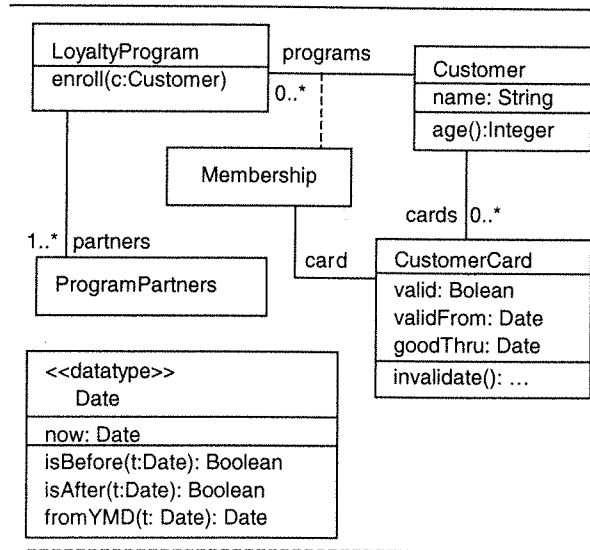 LoyaltyProgram
enroll(c:Customer)
programs
0..*
Customer
name: String
age():Integer
Membership
cards 0..*
1..* partners
card
ProgramPartners
CustomerCard
valid: Bolean
validFrom: Date
goodThru: Date
invalidate(): ...
<<datatype>>
Date
now: Date
isBefore(t:Date): Boolean
isAfter(t:Date): Boolean
fromYMD(t: Date): Date